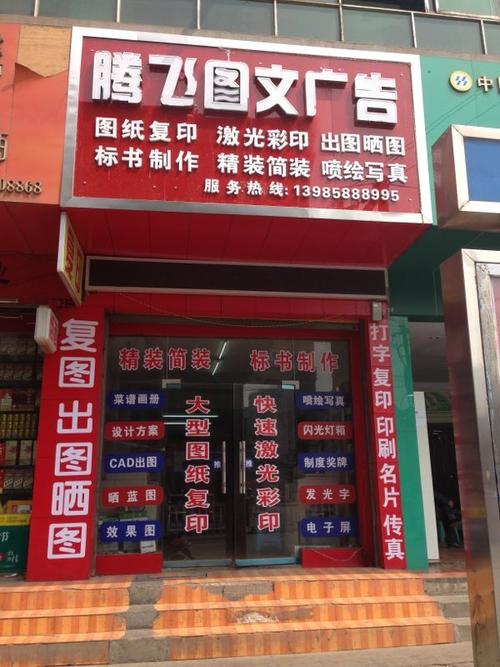 腾飞图文广告
图纸复印 激光彩印 出图晒图
标书制作 精装简装 喷绘写真
服务热线:13985888995
08868
中
复图 出图晒图
精装简装 标书制作
菜谱画册
设计方案
CAD出图
晒蓝图
效果图
大型图纸复印
快速激光彩印
推
推
喷绘写真
闪光灯箱
制度奖牌
发光字
电子屏
打字复印 印刷名片 传真